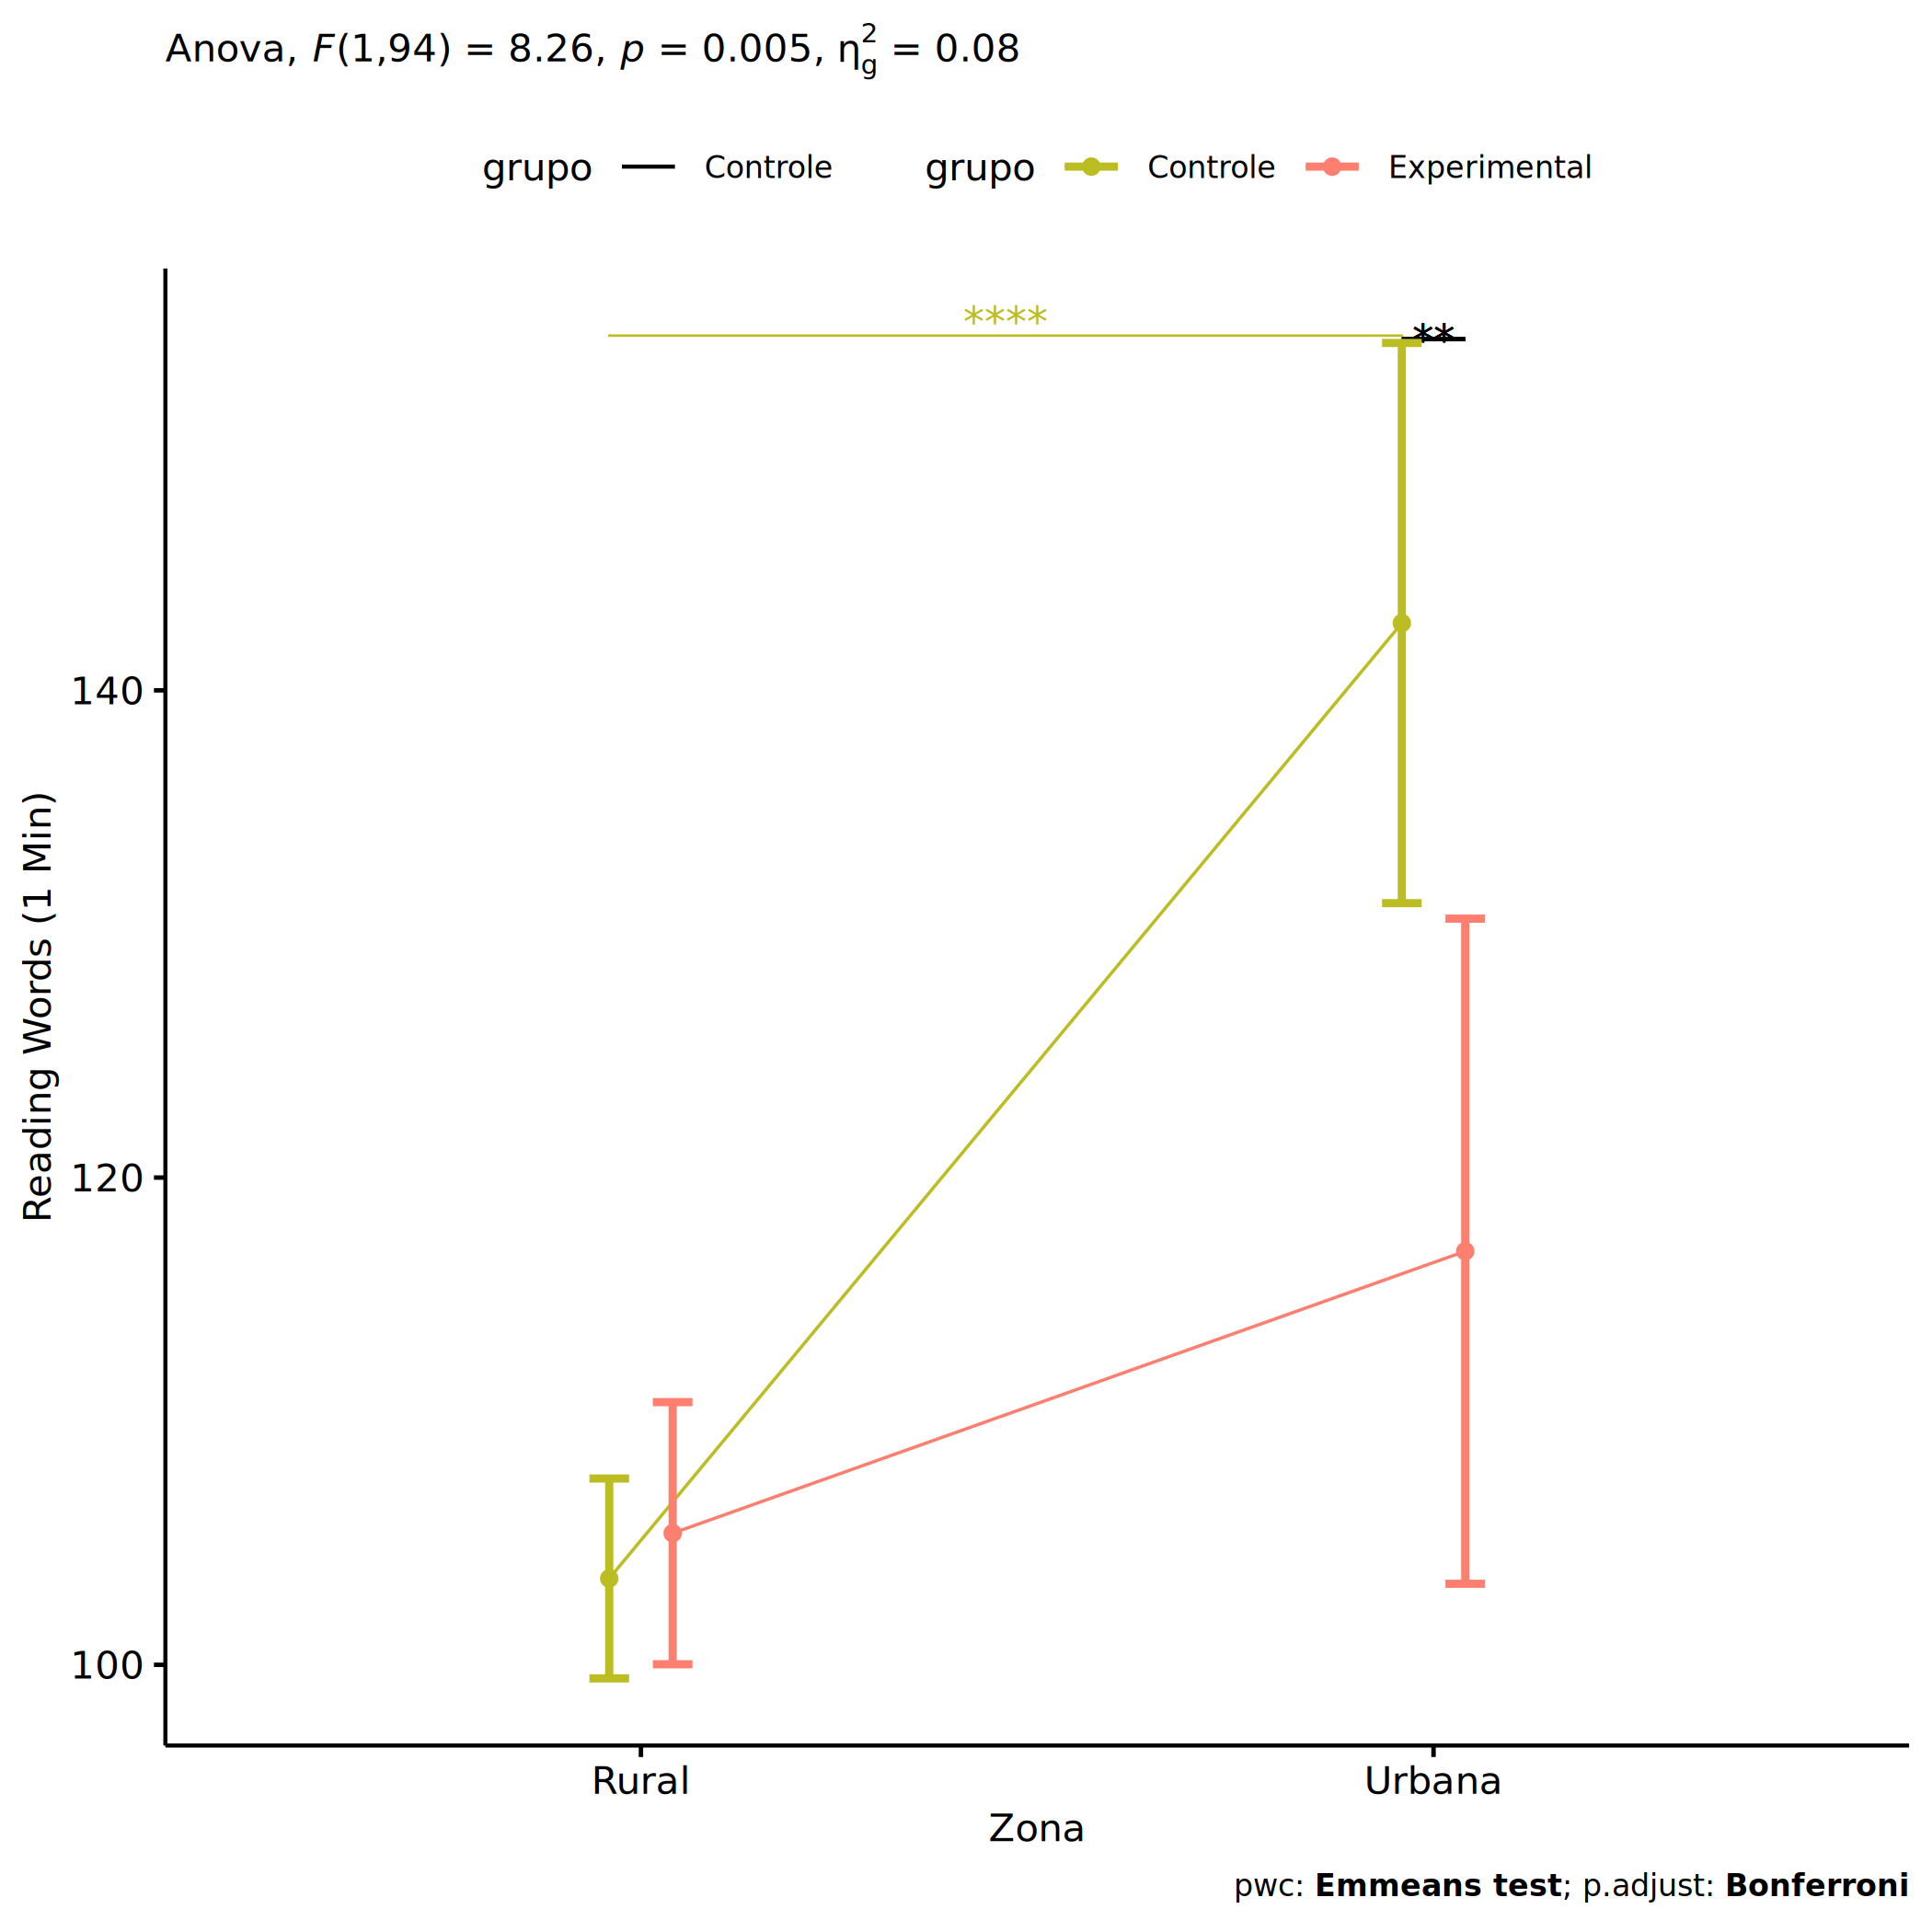 Anova, F(1,94) = 8.26, p = 0.005, η²g = 0.08
grupo Controle grupo Controle Experimental
****
**
140
120
100
Reading Words (1 Min)
Rural Urbana
Zona
pwc: Emmeans test; p.adjust: Bonferroni